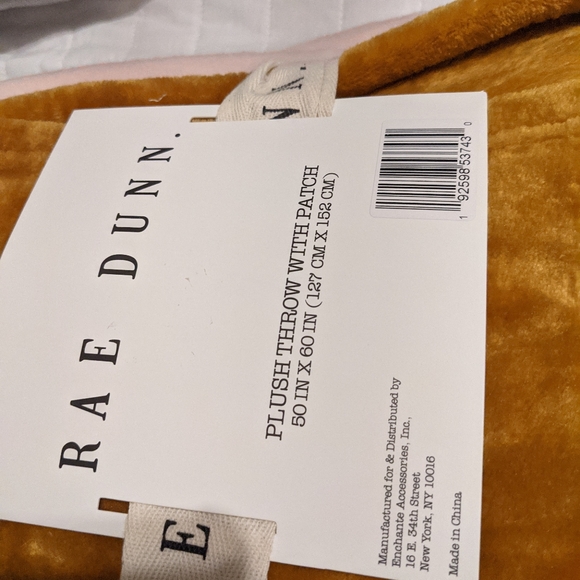 RAE DUNN.
PLUSH THROW WITH PATCH
50 IN X 60 IN (127 CM X 152 CM)
1 92598 53743 0
Manufactured for & Distributed by
Enchante Accessories, Inc.,
16 E. 34th Street
New York, NY 10016
Made in China
E